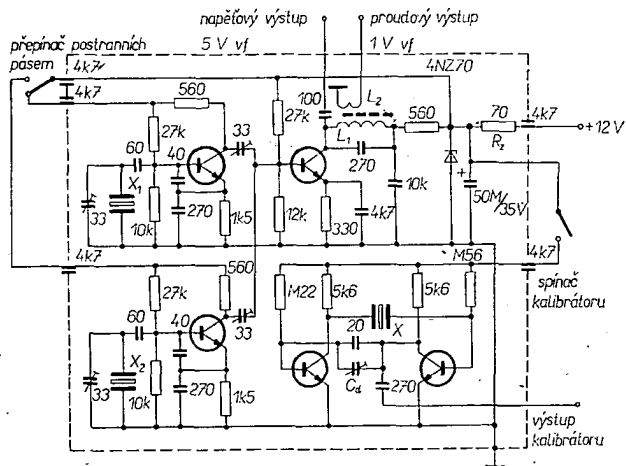 napěťový výstup
proudový výstup
přepínač postranních
pásem
5 V vf
1 V vf
4NZ70
4k7
4k7
560
27k
33
60
40
X₁
33
10k
270
1k5
27k
12k
100
L₂
L₁
270
330
4k7
560
10k
70
R_z
4k7
+12 V
+
50M/
35V
4k7
spínač
kalibrátoru
4k7
27k
560
33
60
40
X₂
33
10k
270
1k5
M22
5k6
5k6
M56
20
X
C_d
270
výstup
kalibrátoru